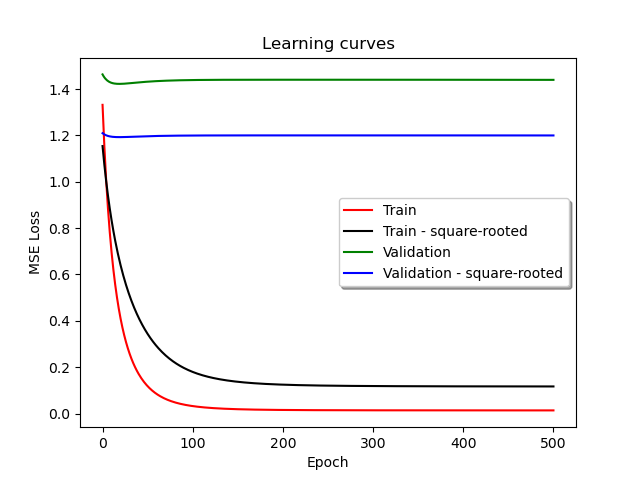 Learning curves
MSE Loss
1.4
1.2
1.0
0.8
0.6
0.4
0.2
0.0
Train
Train - square-rooted
Validation
Validation - square-rooted
0 100 200 300 400 500
Epoch